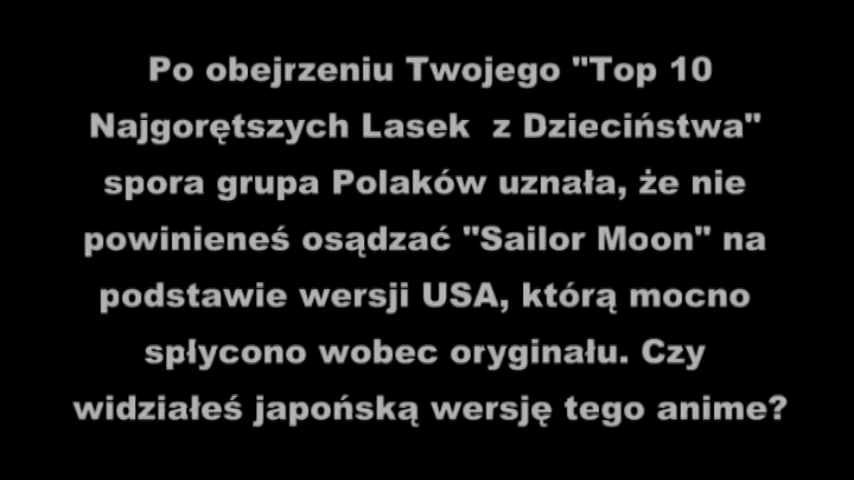 Po obejrzeniu Twojego "Top 10
Najgorętszych Lasek z Dzieciństwa"
spora grupa Polaków uznała, że nie
powinieneś osądzać "Sailor Moon" na
podstawie wersji USA, którą mocno
spłycono wobec oryginału. Czy
widziałeś japońską wersję tego anime?